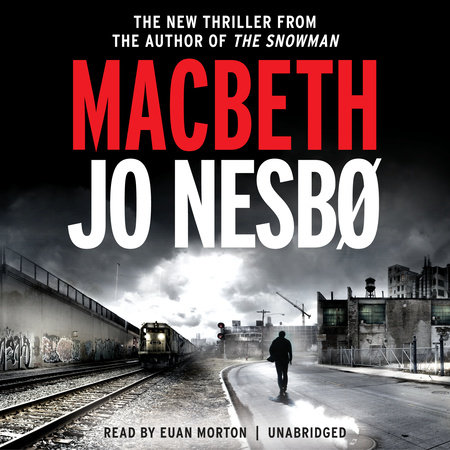 THE NEW THRILLER FROM
THE AUTHOR OF THE SNOWMAN
MACBETH
JO NESBØ
READ BY EUAN MORTON | UNABRIDGED